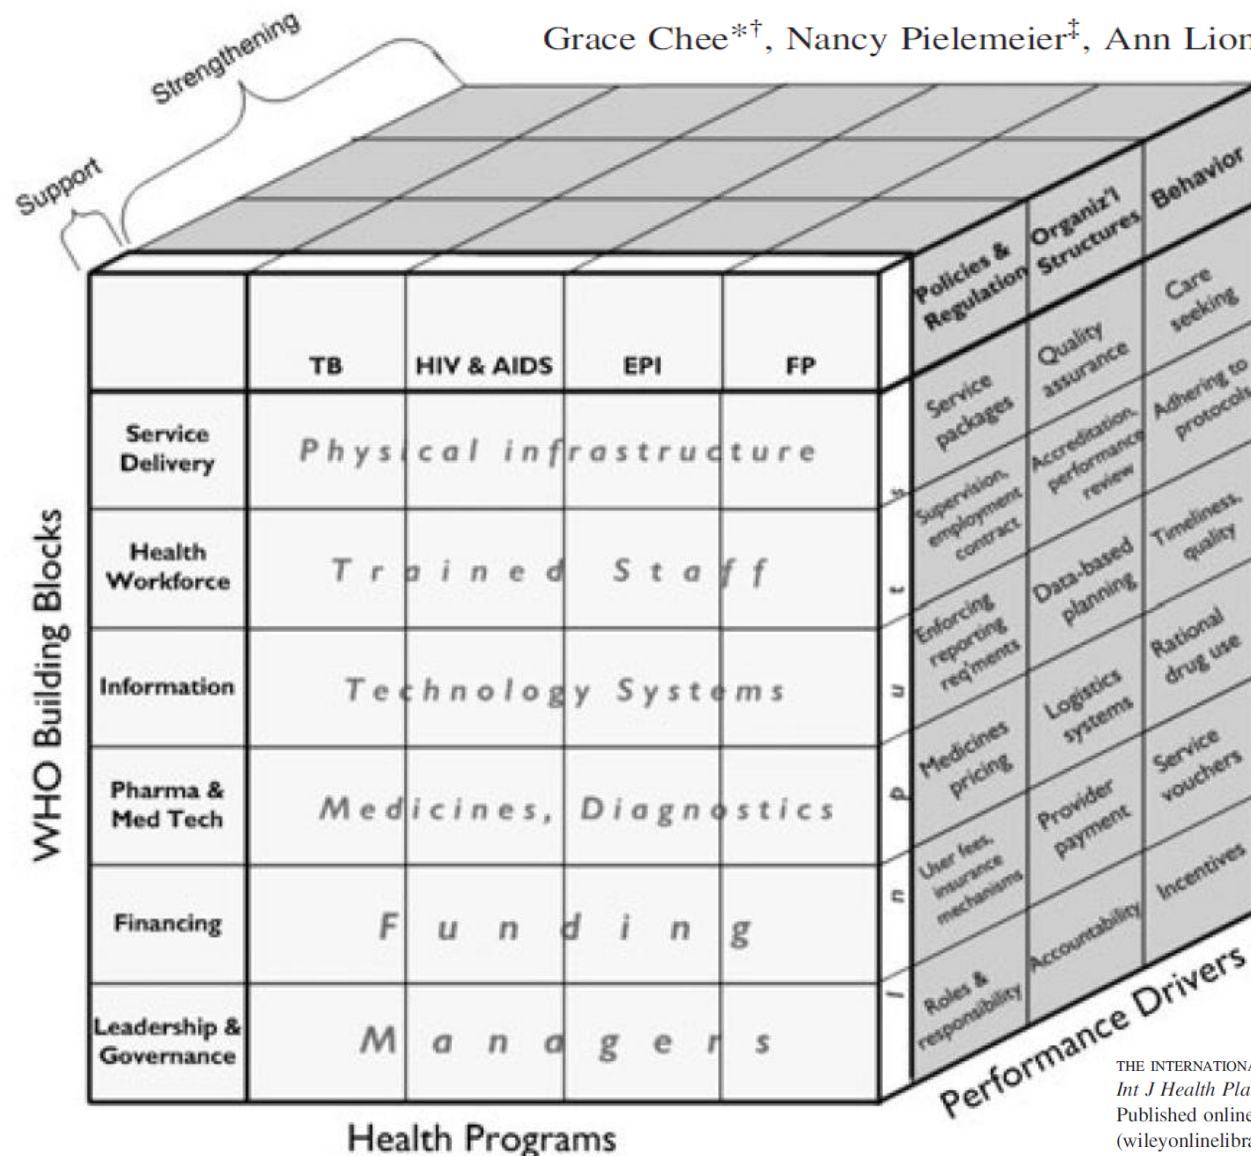 Grace Chee*†, Nancy Pielemeier‡, Ann Lion
Support
Strengthening
TB
HIV & AIDS
EPI
FP
Policies &
Regulation
Organiz'l
Structures
Behavior
WHO Building Blocks
Service
Delivery
Physical infrastructure
Health
Workforce
Trained Staff
Information
Technology Systems
Pharma &
Med Tech
Medicines, Diagnostics
Financing
Funding
Leadership &
Governance
Managers
Inputs
Service
packages
Quality
assurance
Care
seeking
Supervision,
employment
contract
Accreditation,
performance
review
Adhering to
protocols
Enforcing
reporting
req'ments
Data-based
planning
Timeliness,
quality
Medicines
pricing
Logistics
systems
Rational
drug use
User fees,
insurance
mechanisms
Provider
payment
Service
vouchers
Roles &
responsibility
Accountability
Incentives
Health Programs
Performance Drivers
THE INTERNATIONA
Int J Health Pla
Published online
(wileyonlinelibra